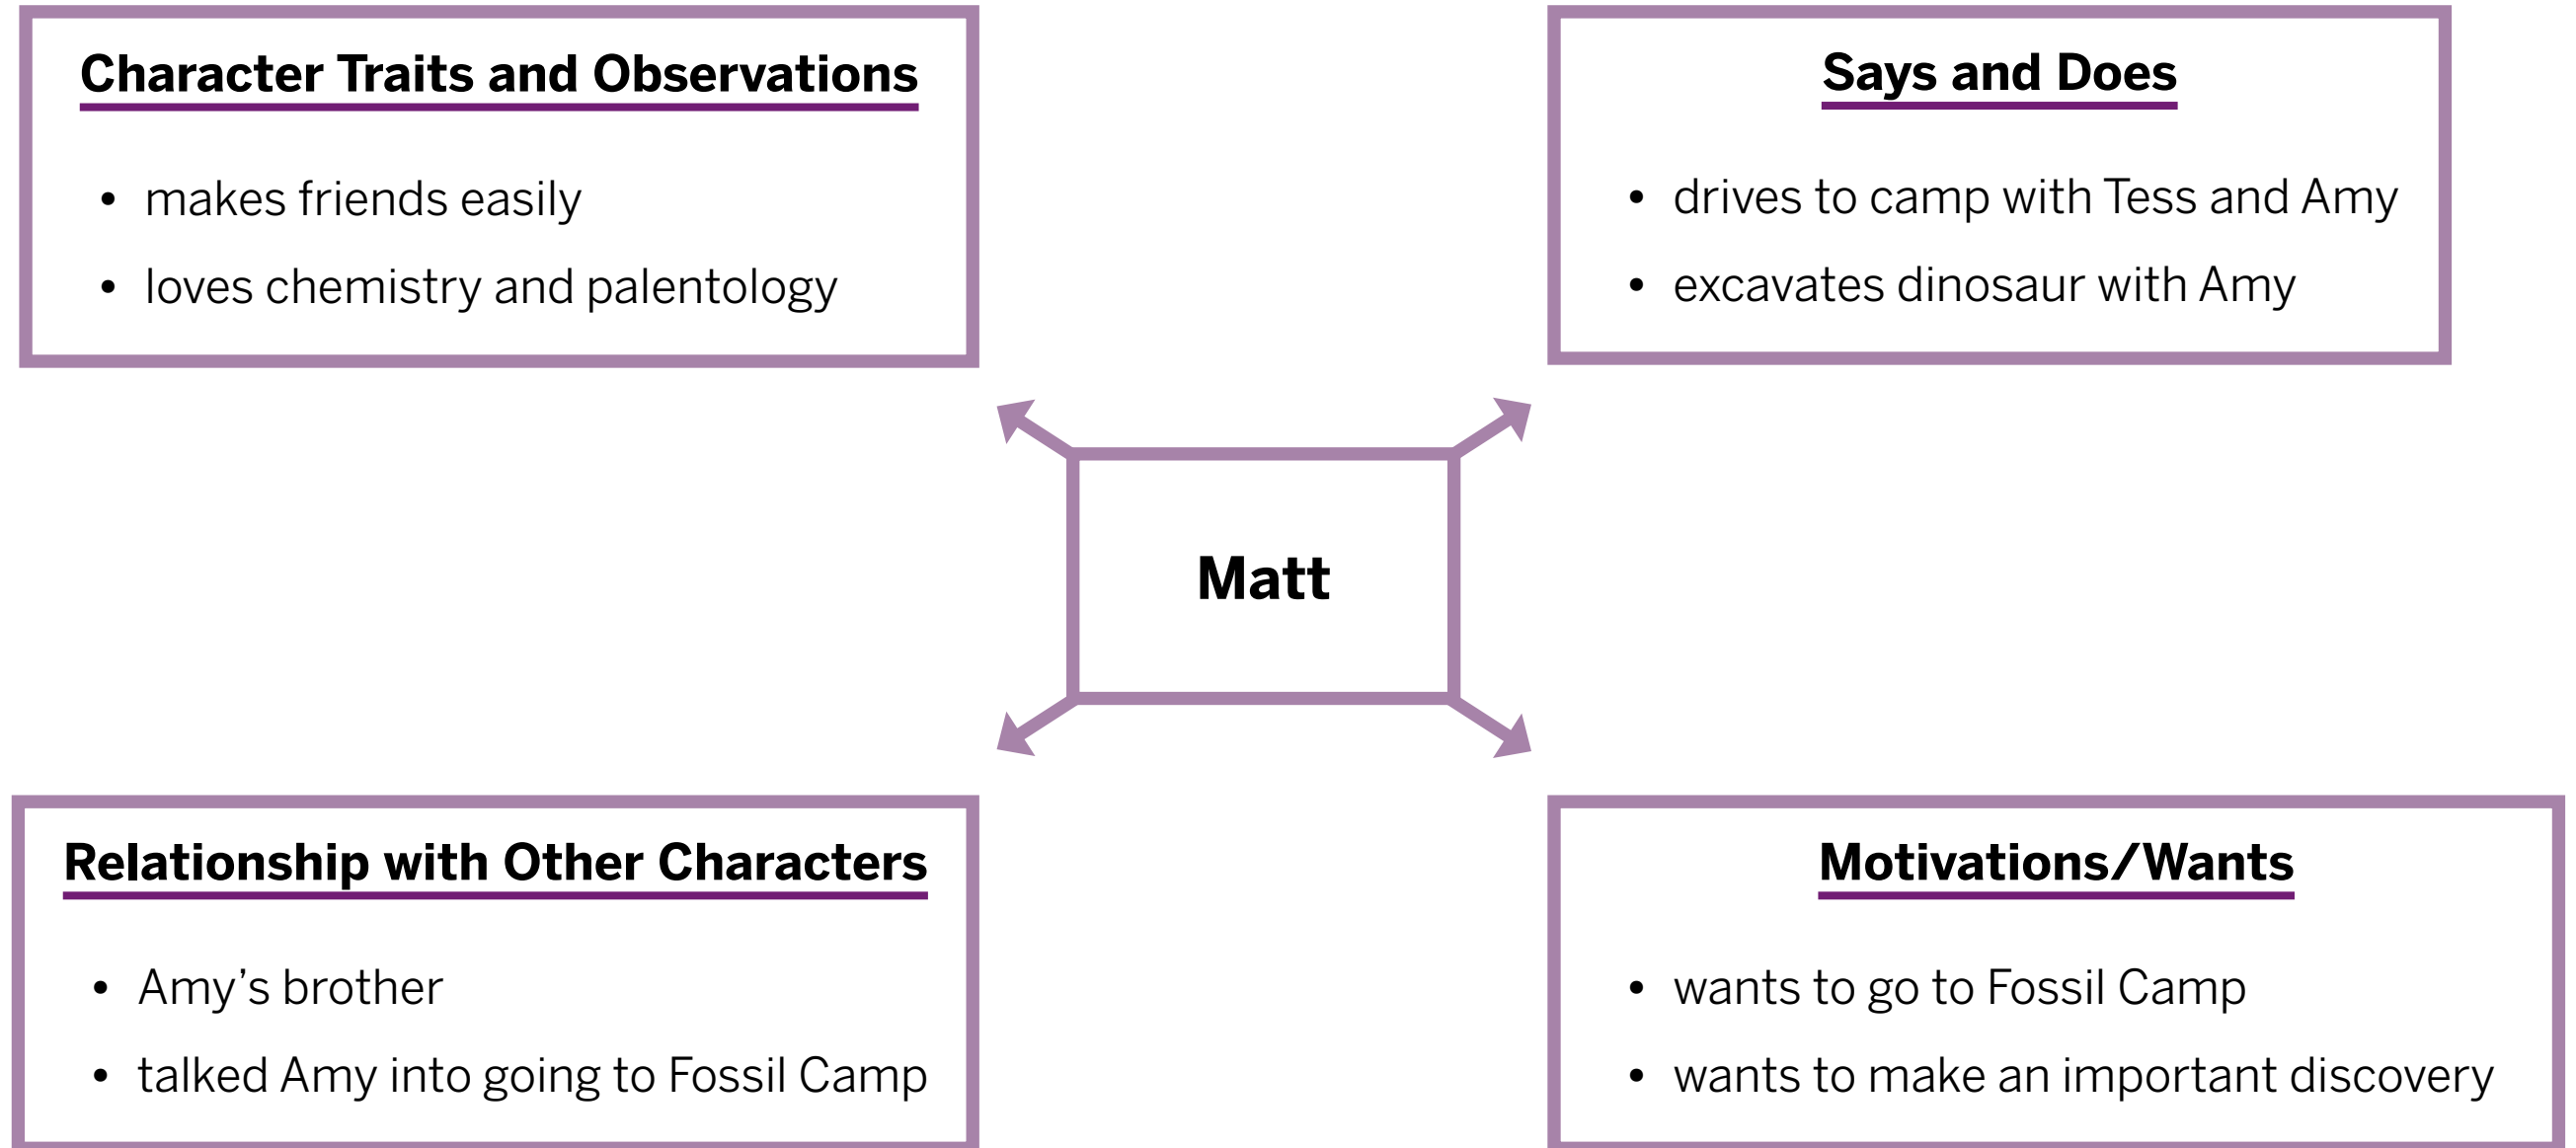 Character Traits and Observations
• makes friends easily
• loves chemistry and palentology
Says and Does
• drives to camp with Tess and Amy
• excavates dinosaur with Amy
Matt
Relationship with Other Characters
• Amy’s brother
• talked Amy into going to Fossil Camp
Motivations/Wants
• wants to go to Fossil Camp
• wants to make an important discovery